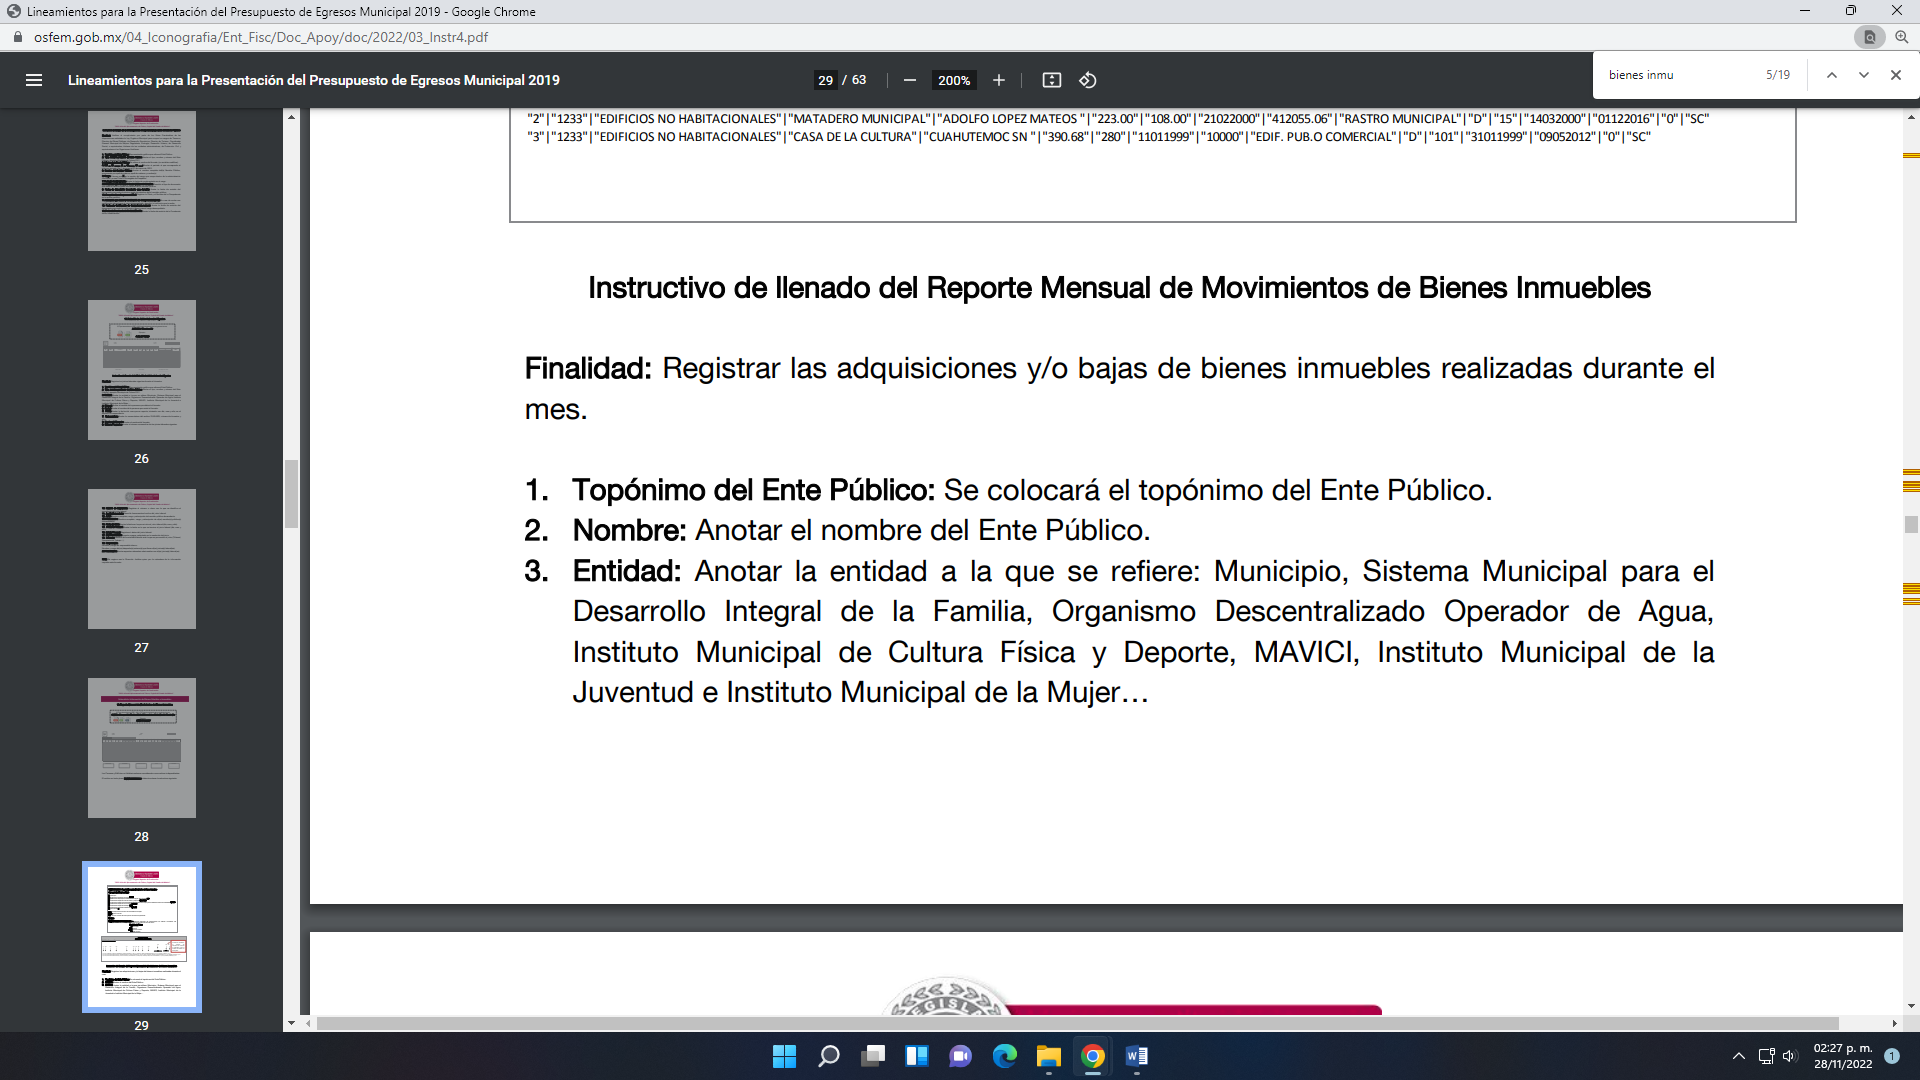 Lineamientos para la Presentación del Presupuesto de Egresos Municipal 2019 - Google Chrome
osfem.gob.mx/04_Iconografia/Ent_Fisc/Doc_Apoy/doc/2022/03_Instr4.pdf
Lineamientos para la Presentación del Presupuesto de Egresos Municipal 2019
29 / 63
200%
bienes inmu
5/19
25
26
27
28
29
"2"|"1233"|"EDIFICIOS NO HABITACIONALES"|"MATADERO MUNICIPAL"|"ADOLFO LOPEZ MATEOS "|"223.00"|"108.00"|"21022000"|"412055.06"|"RASTRO MUNICIPAL"|"D"|"15"|"14032000"|"01122016"|"0"|"SC"
"3"|"1233"|"EDIFICIOS NO HABITACIONALES"|"CASA DE LA CULTURA"|"CUAHUTEMOC SN "|"390.68"|"280"|"11011999"|"10000"|"EDIF. PUB.O COMERCIAL"|"D"|"101"|"31011999"|"09052012"|"0"|"SC"
Instructivo de llenado del Reporte Mensual de Movimientos de Bienes Inmuebles
Finalidad: Registrar las adquisiciones y/o bajas de bienes inmuebles realizadas durante el
mes.
1. Topónimo del Ente Público: Se colocará el topónimo del Ente Público.
2. Nombre: Anotar el nombre del Ente Público.
3. Entidad: Anotar la entidad a la que se refiere: Municipio, Sistema Municipal para el
Desarrollo Integral de la Familia, Organismo Descentralizado Operador de Agua,
Instituto Municipal de Cultura Física y Deporte, MAVICI, Instituto Municipal de la
Juventud e Instituto Municipal de la Mujer…
02:27 p. m.
28/11/2022
1